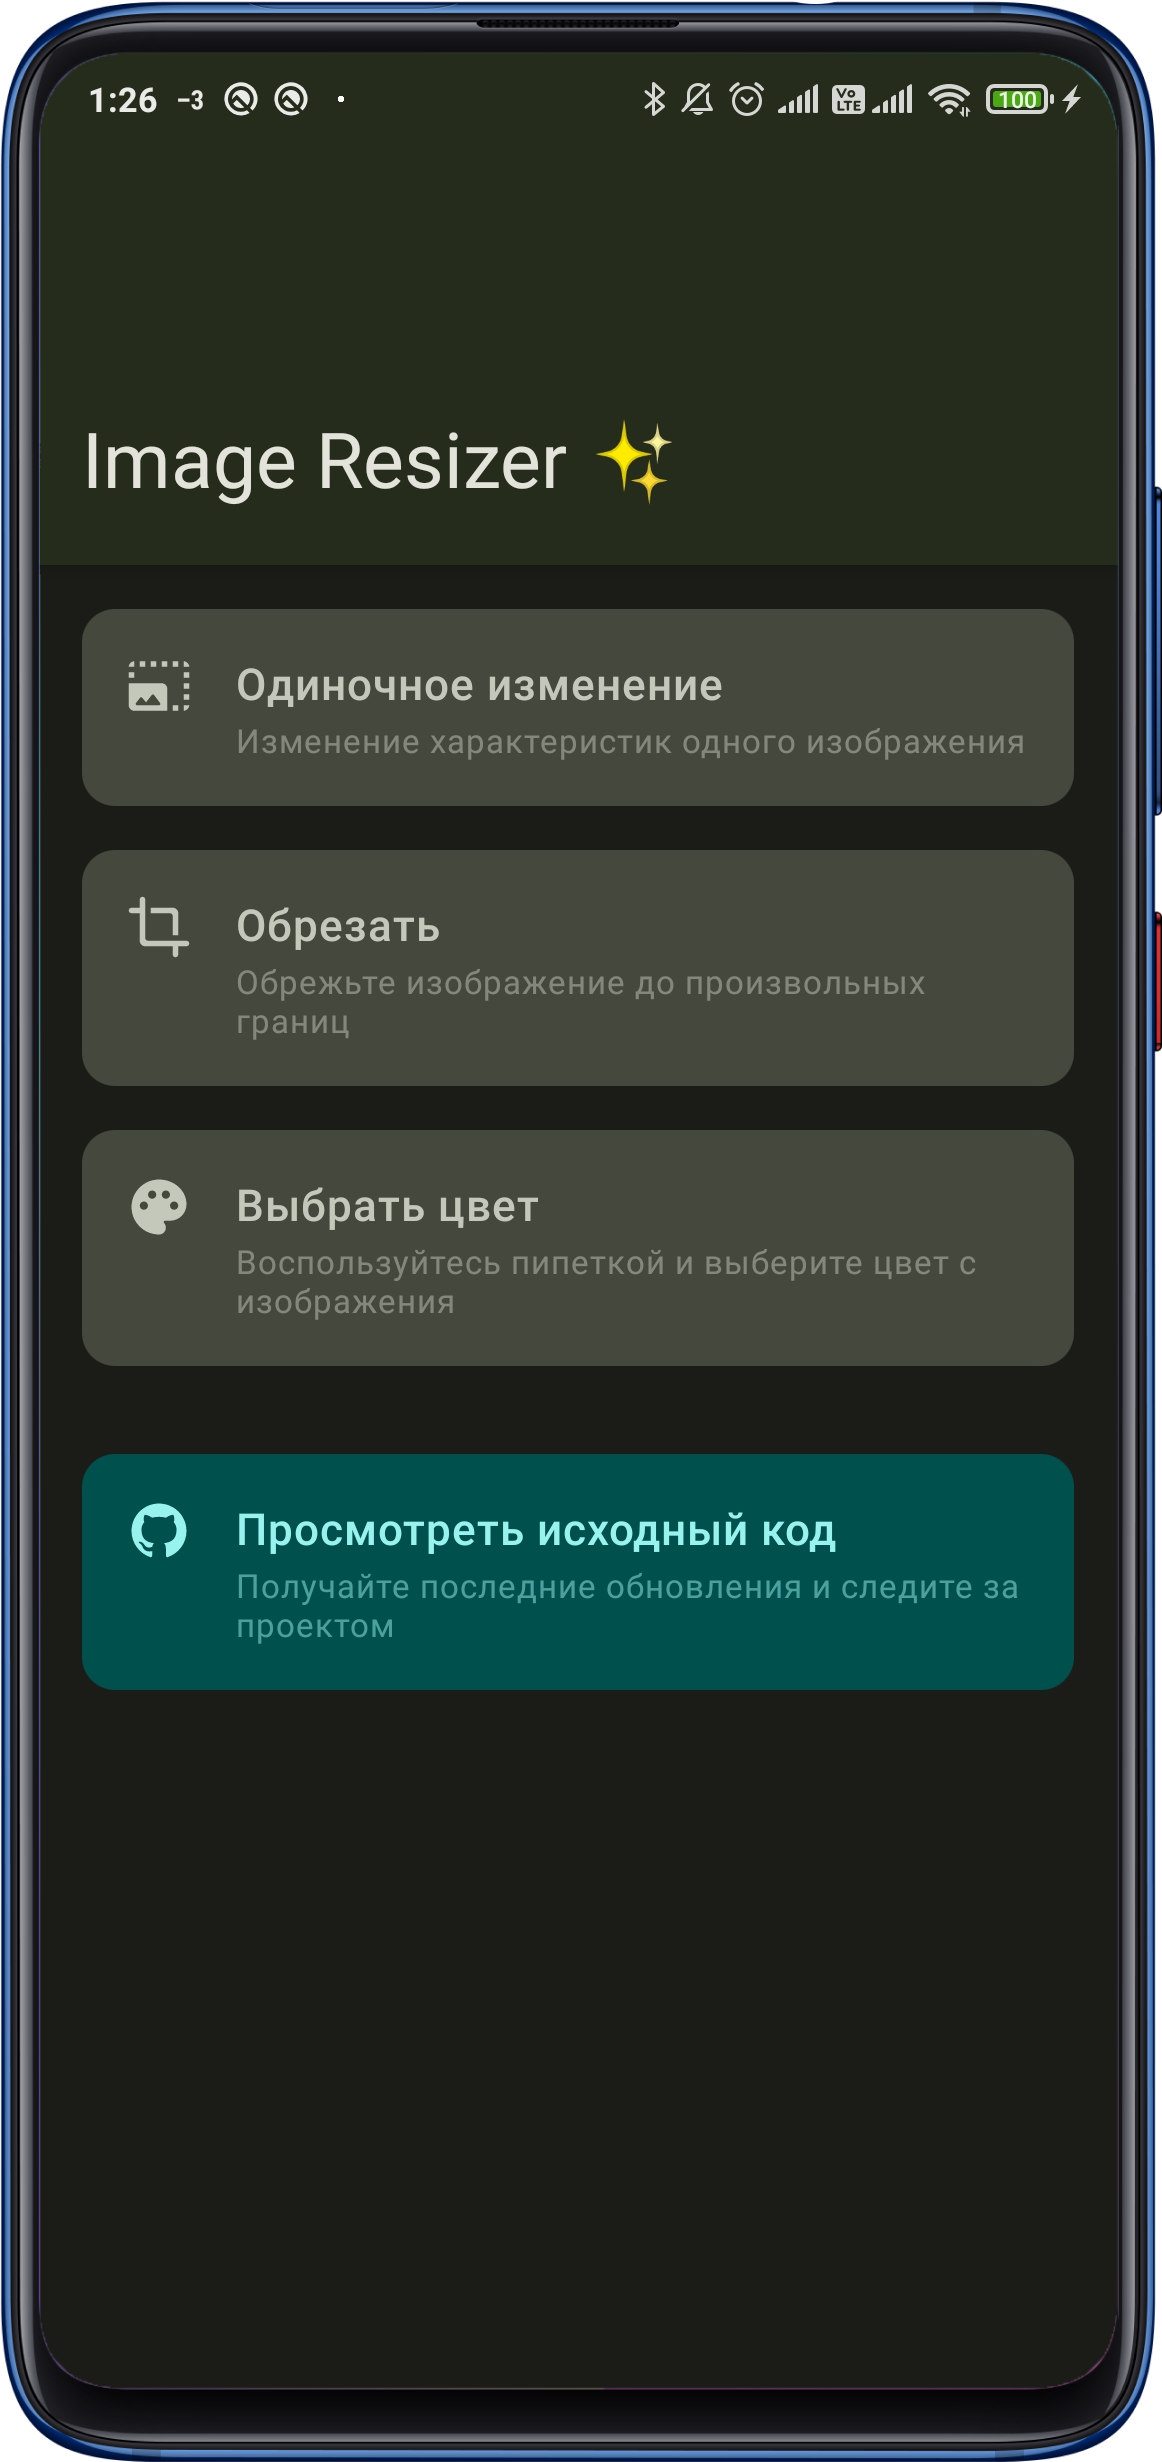 1:26 -3
Vo LTE 100
Image Resizer ✨
Одиночное изменение
Изменение характеристик одного изображения
Обрезать
Обрежьте изображение до произвольных
границ
Выбрать цвет
Воспользуйтесь пипеткой и выберите цвет с
изображения
Просмотреть исходный код
Получайте последние обновления и следите за
проектом